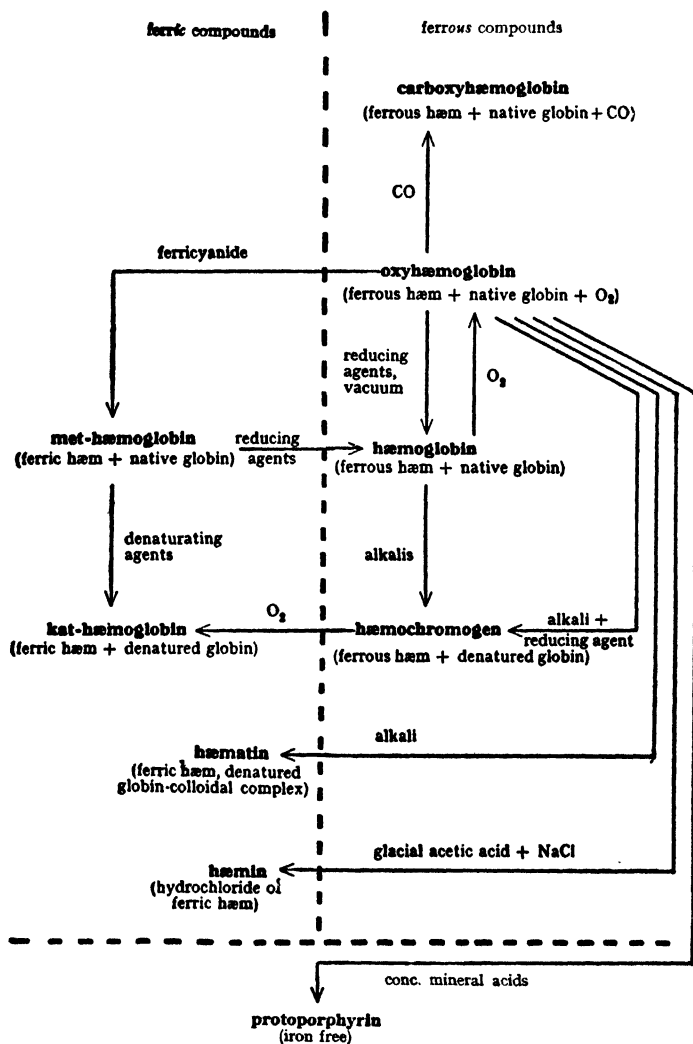 ferric compounds
ferrous compounds
carboxyhæmoglobin
(ferrous hæm + native globin + CO)
CO
ferricyanide
oxyhæmoglobin
(ferrous hæm + native globin + O₂)
reducing
agents,
vacuum
O₂
met-hæmoglobin
(ferric hæm + native globin)
reducing
agents
hæmoglobin
(ferrous hæm + native globin)
denaturating
agents
alkalis
kat-hæmoglobin
(ferric hæm + denatured globin)
O₂
hæmochromogen
(ferrous hæm + denatured globin)
alkali +
reducing agent
hæmatin
(ferric hæm, denatured
globin-colloidal complex)
alkali
hæmin
(hydrochloride of
ferric hæm)
glacial acetic acid + NaCl
conc. mineral acids
protoporphyrin
(iron free)